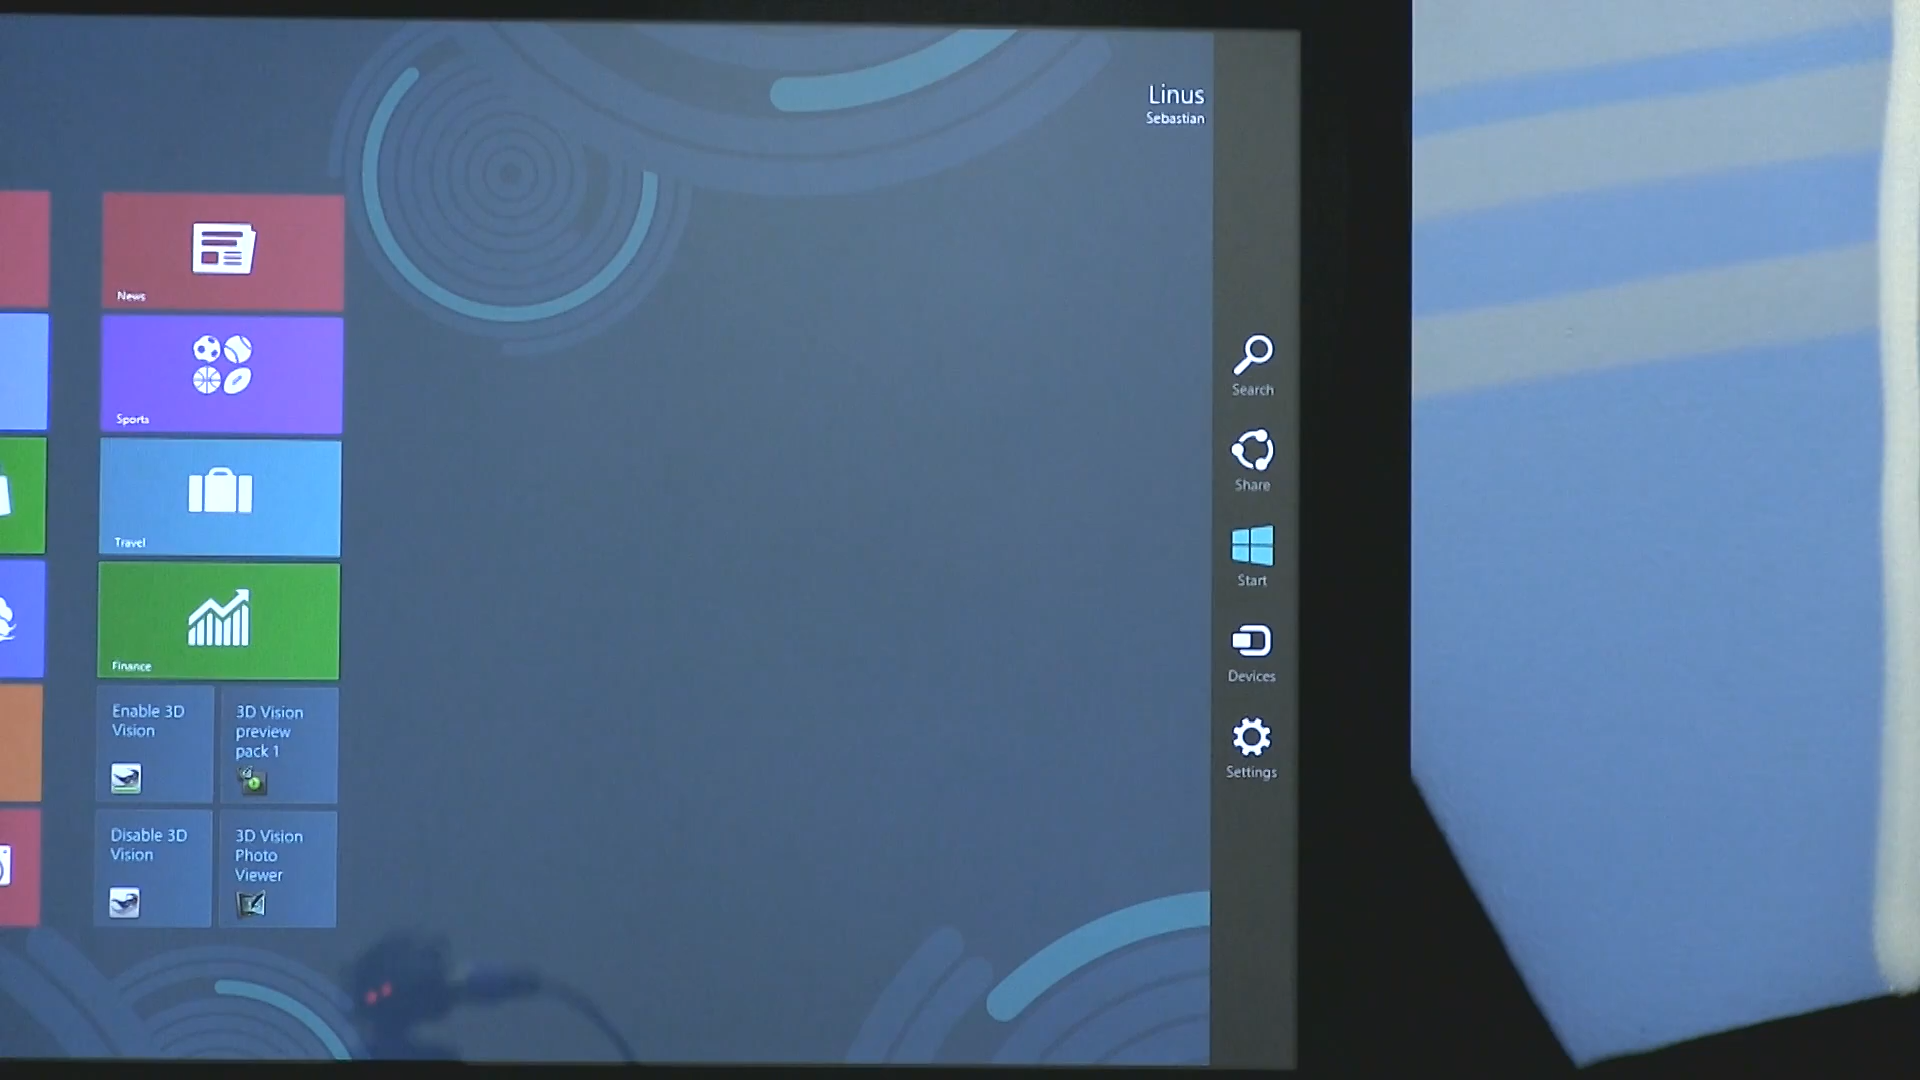 Linus
Sebastian
News
Sports
Travel
Finance
Enable 3D
Vision
3D Vision
preview
pack 1
Disable 3D
Vision
3D Vision
Photo
Viewer
Search
Share
Start
Devices
Settings